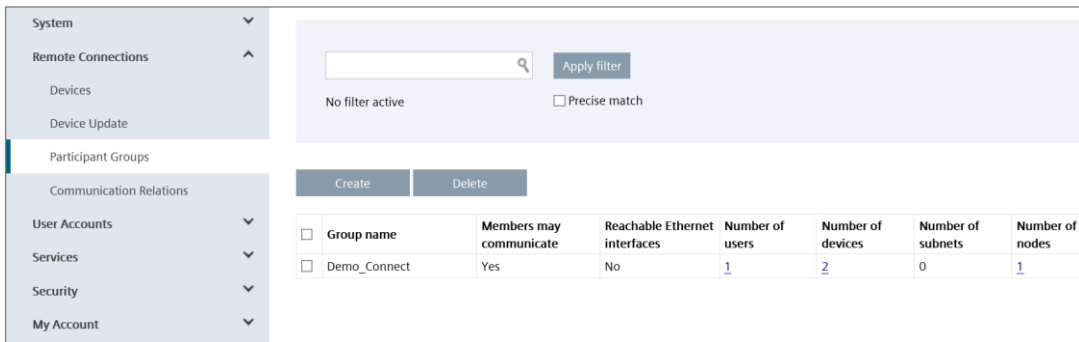 System
Remote Connections
Devices
Device Update
Participant Groups
Communication Relations
User Accounts
Services
Security
My Account
Apply filter
No filter active
Precise match
Create Delete
Group name Members may communicate Reachable Ethernet interfaces Number of users Number of devices Number of subnets Number of nodes
Demo_Connect Yes No 1 2 0 1